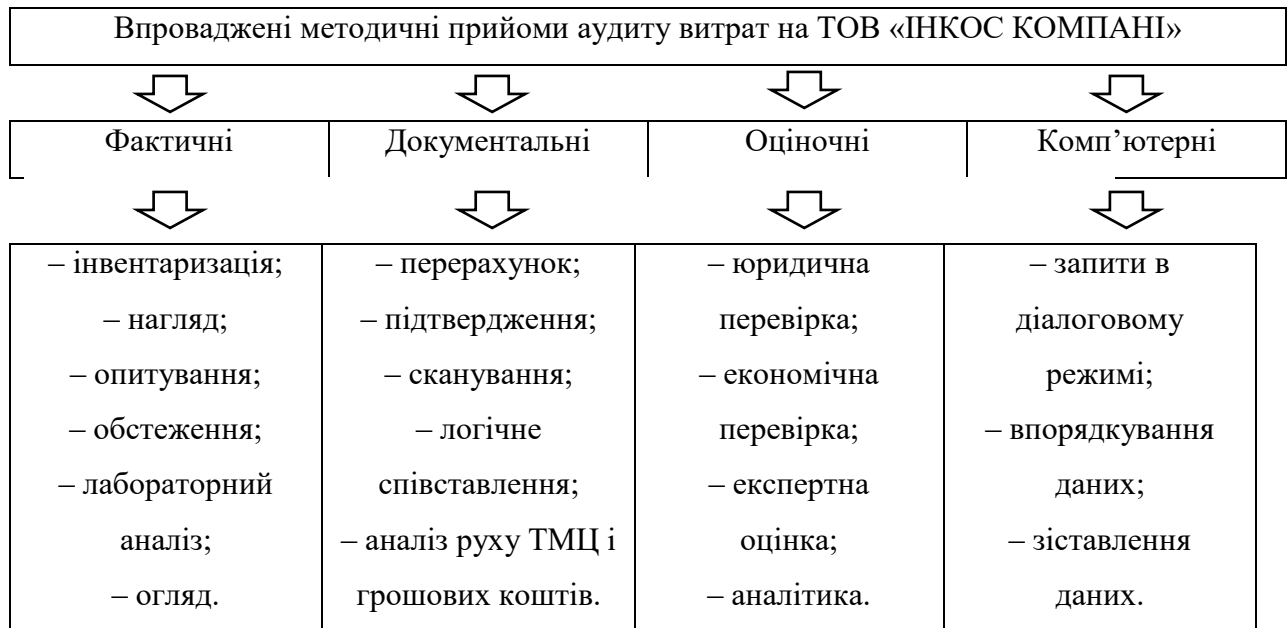 Впроваджені методичні прийоми аудиту витрат на ТОВ «ІНКОС КОМПАНІ»
Фактичні
Документальні
Оціночні
Комп’ютерні
– інвентаризація;
– нагляд;
– опитування;
– обстеження;
– лабораторний
аналіз;
– огляд.
– перерахунок;
– підтвердження;
– сканування;
– логічне
співставлення;
– аналіз руху ТМЦ і
грошових коштів.
– юридична
перевірка;
– економічна
перевірка;
– експертна
оцінка;
– аналітика.
– запити в
діалоговому
режимі;
– впорядкування
даних;
– зіставлення
даних.